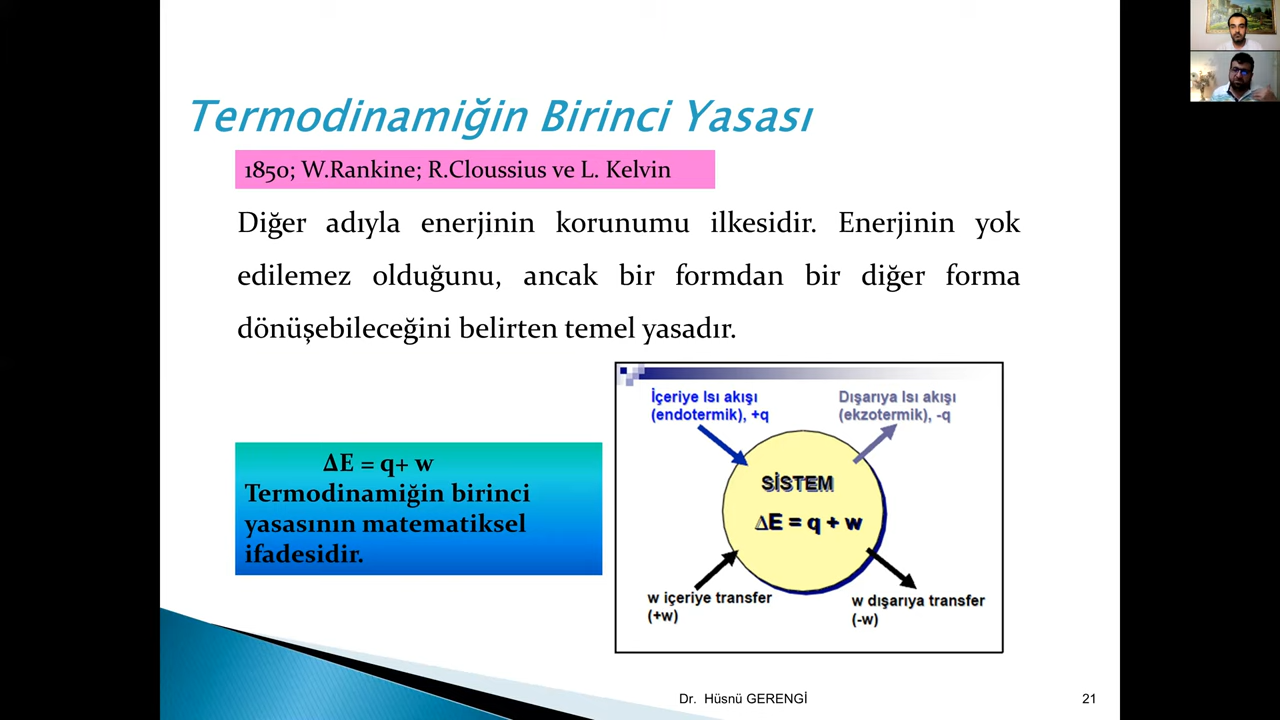 Termodinamiğin Birinci Yasası
1850; W.Rankine; R.Cloussius ve L. Kelvin
Diğer adıyla enerjinin korunumu ilkesidir. Enerjinin yok
edilemez olduğunu, ancak bir formdan bir diğer forma
dönüşebileceğini belirten temel yasadır.
ΔE = q+ w
Termodinamiğin birinci
yasasının matematiksel
ifadesidir.
İçeriye Isı akışı
(endotermik), +q
Dışarıya Isı akışı
(ekzotermik), -q
SİSTEM
ΔE = q + w
w içeriye transfer
(+w)
w dışarıya transfer
(-w)
Dr. Hüsnü GERENGİ
21